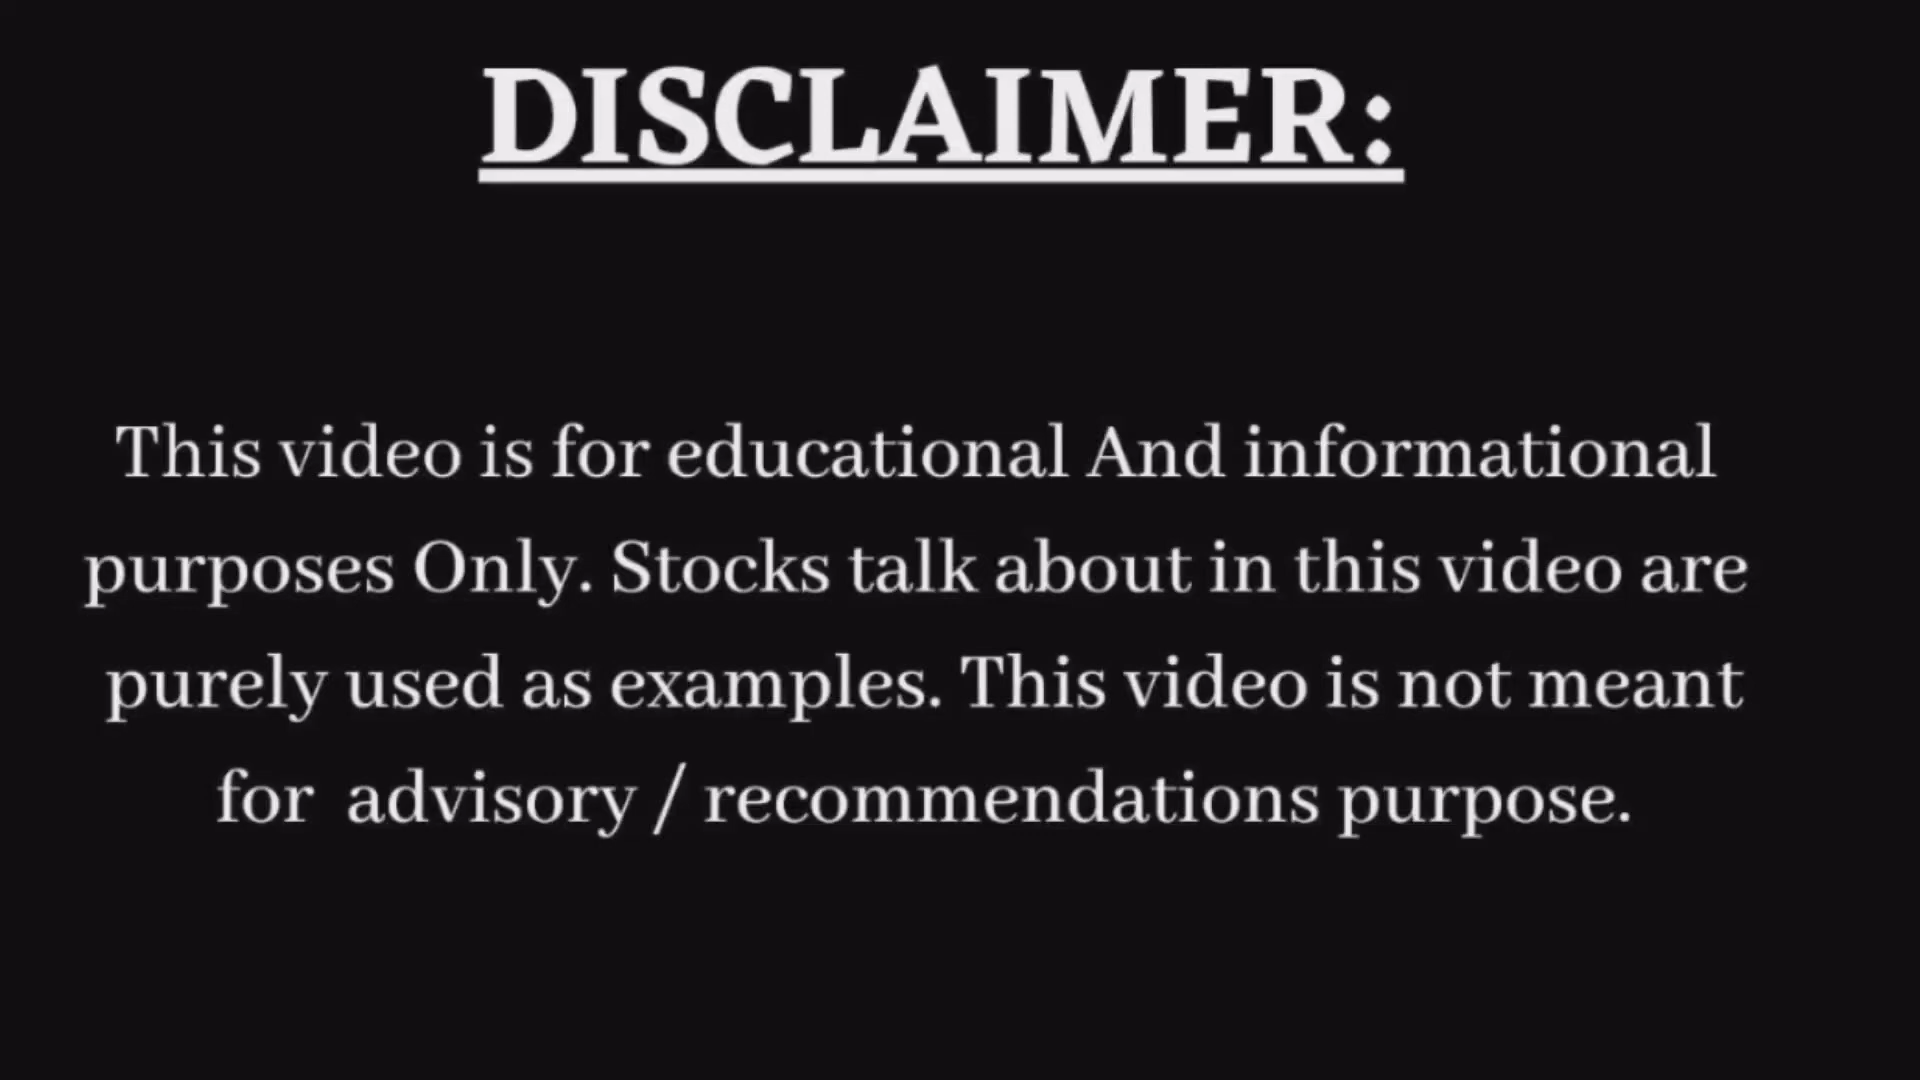 DISCLAIMER:
This video is for educational And informational
purposes Only. Stocks talk about in this video are
purely used as examples. This video is not meant
for advisory / recommendations purpose.